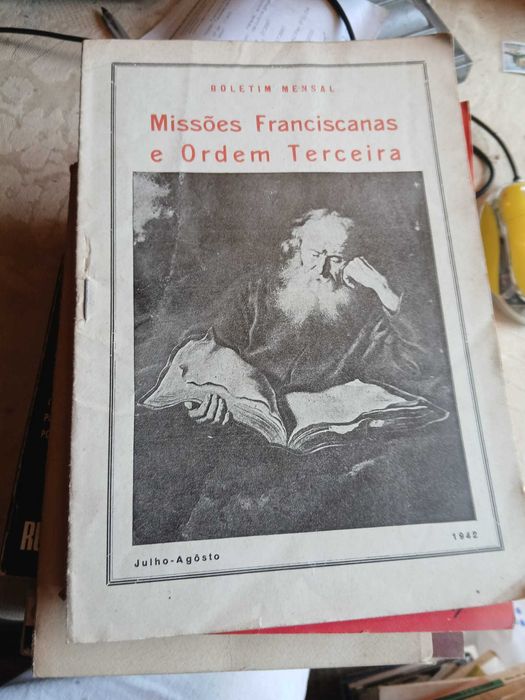 BOLETIM MENSAL
Missões Franciscanas
e Ordem Terceira
Julho-Agôsto
1942